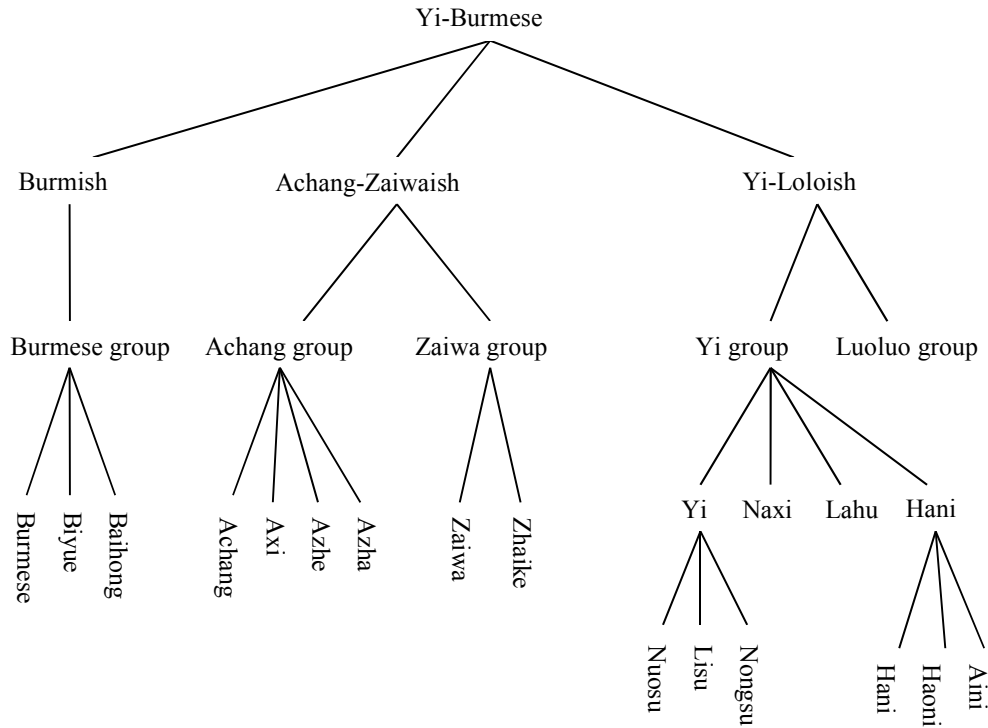 Yi-Burmese
Burmish Achang-Zaiwaish Yi-Loloish
Burmese group Achang group Zaiwa group Yi group Luoluo group
Burmese Biyue Baihong Achang Axi Azhe Azha Zaiwa Zhaike Yi Naxi Lahu Hani
Nuosu Lisu Nongsu Hani Haoni Aini